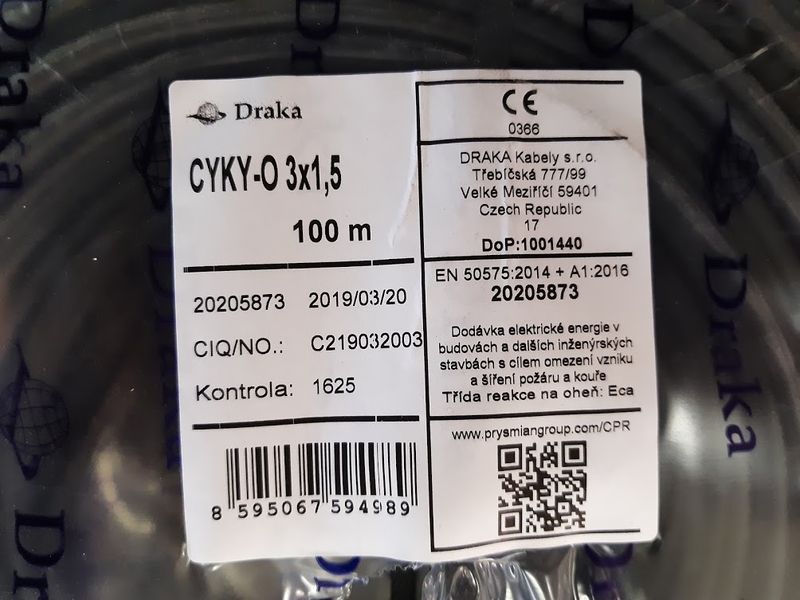 Draka
CYKY-O 3x1,5
100 m
20205873 2019/03/20
CIQ/NO.: C219032003
Kontrola: 1625
8 595067 594989
CE
0366
DRAKA Kabely s.r.o.
Třebíčská 777/99
Velké Meziříčí 59401
Czech Republic
17
DoP:1001440
EN 50575:2014 + A1:2016
20205873
Dodávka elektrické energie v
budovách a dalších inženýrských
stavbách s cílem omezení vzniku
a šíření požáru a kouře
Třída reakce na oheň: Eca
www.prysmiangroup.com/CPR
Draka
Draka